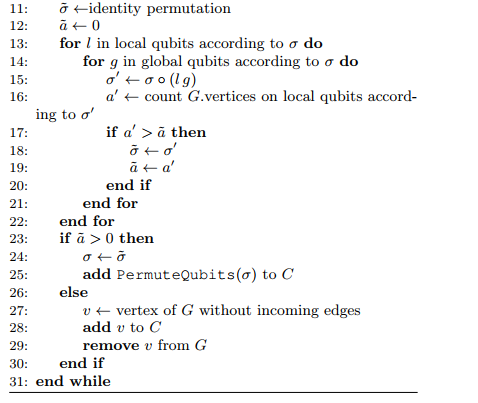 11: σ̃ ←identity permutation
12: ã ← 0
13: for l in local qubits according to σ do
14: for g in global qubits according to σ do
15: σ′ ← σ ∘ (l g)
16: a′ ← count G.vertices on local qubits accord-
ing to σ′
17: if a′ > ã then
18: σ̃ ← σ′
19: ã ← a′
20: end if
21: end for
22: end for
23: if ã > 0 then
24: σ ← σ̃
25: add PermuteQubits(σ) to C
26: else
27: v ← vertex of G without incoming edges
28: add v to C
29: remove v from G
30: end if
31: end while